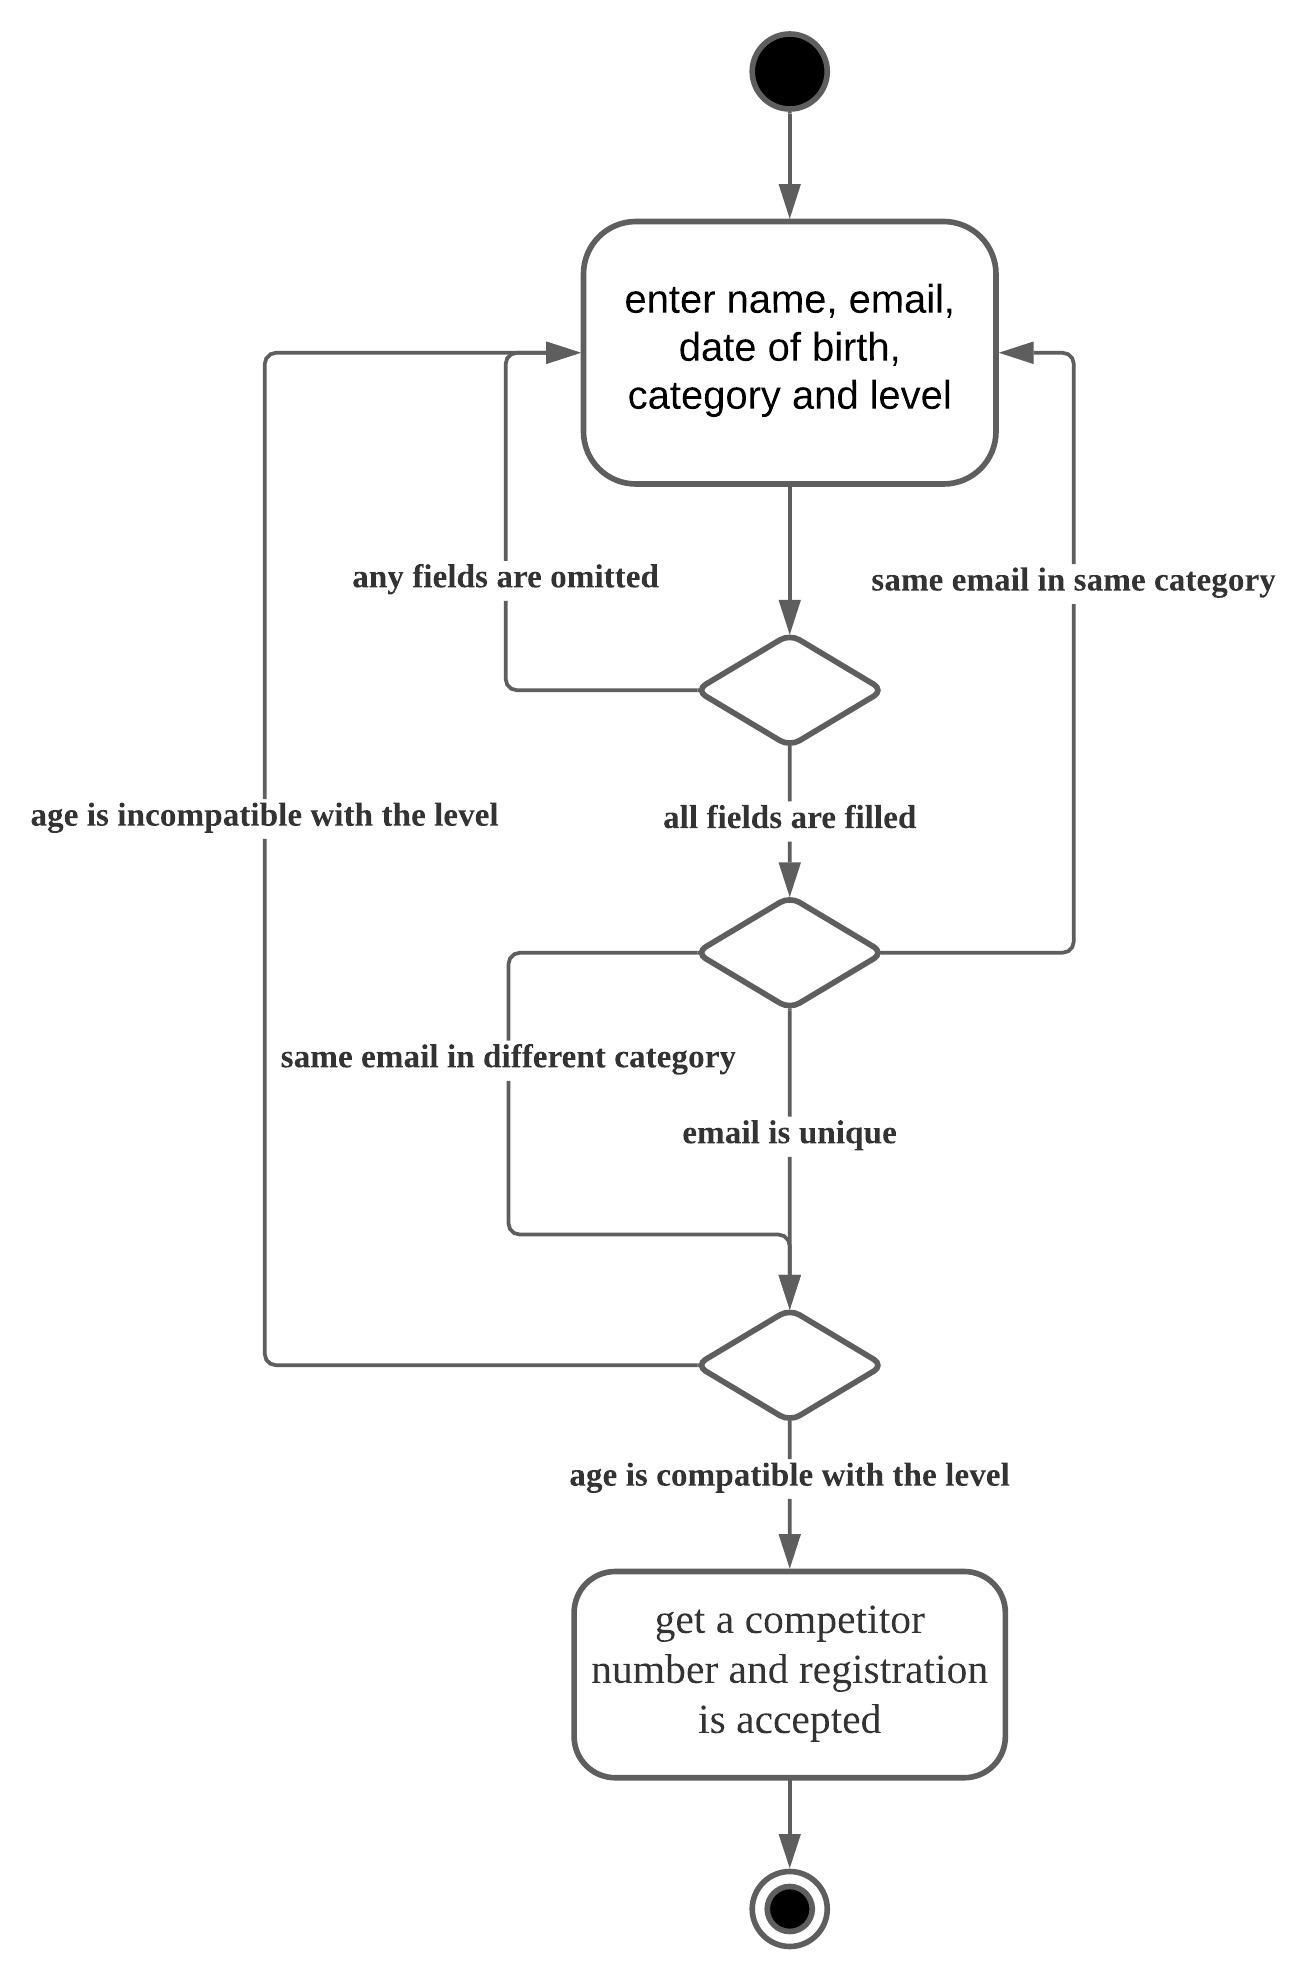 enter name, email,
date of birth,
category and level
any fields are omitted
same email in same category
age is incompatible with the level
all fields are filled
same email in different category
email is unique
age is compatible with the level
get a competitor
number and registration
is accepted